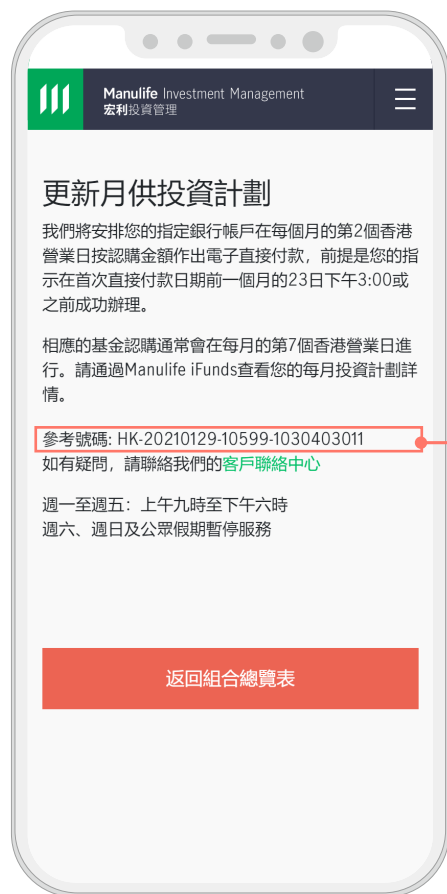 Manulife Investment Management
宏利投資管理
更新月供投資計劃
我們將安排您的指定銀行帳戶在每個月的第2個香港
營業日按認購金額作出電子直接付款，前提是您的指
示在首次直接付款日期前一個月的23日下午3:00或
之前成功辦理。
相應的基金認購通常會在每月的第7個香港營業日進
行。請通過Manulife iFunds查看您的每月投資計劃詳
情。
參考號碼: HK-20210129-10599-1030403011
如有疑問，請聯絡我們的客戶聯絡中心
週一至週五：上午九時至下午六時
週六、週日及公眾假期暫停服務
返回組合總覽表